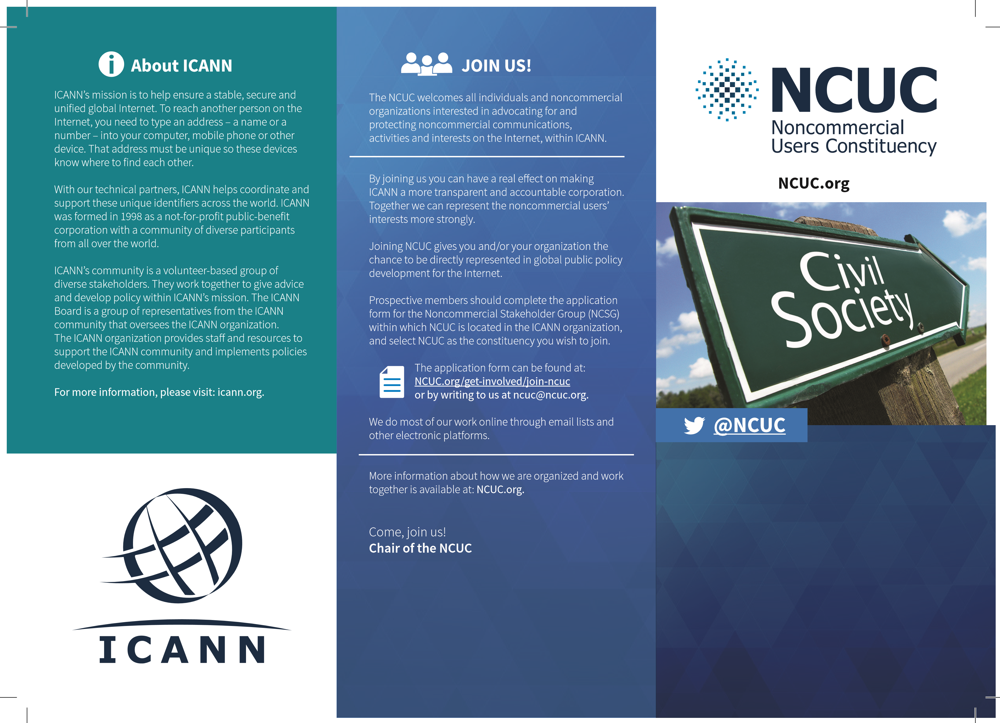 About ICANN
ICANN’s mission is to help ensure a stable, secure and
unified global Internet. To reach another person on the
Internet, you need to type an address – a name or a
number – into your computer, mobile phone or other
device. That address must be unique so these devices
know where to find each other.
With our technical partners, ICANN helps coordinate and
support these unique identifiers across the world. ICANN
was formed in 1998 as a not-for-profit public-benefit
corporation with a community of diverse participants
from all over the world.
ICANN’s community is a volunteer-based group of
diverse stakeholders. They work together to give advice
and develop policy within ICANN’s mission. The ICANN
Board is a group of representatives from the ICANN
community that oversees the ICANN organization.
The ICANN organization provides staff and resources to
support the ICANN community and implements policies
developed by the community.
For more information, please visit: icann.org.
ICANN
JOIN US!
The NCUC welcomes all individuals and noncommercial
organizations interested in advocating for and
protecting noncommercial communications,
activities and interests on the Internet, within ICANN.
By joining us you can have a real effect on making
ICANN a more transparent and accountable corporation.
Together we can represent the noncommercial users’
interests more strongly.
Joining NCUC gives you and/or your organization the
chance to be directly represented in global public policy
development for the Internet.
Prospective members should complete the application
form for the Noncommercial Stakeholder Group (NCSG)
within which NCUC is located in the ICANN organization,
and select NCUC as the constituency you wish to join.
The application form can be found at:
NCUC.org/get-involved/join-ncuc
or by writing to us at ncuc@ncuc.org.
We do most of our work online through email lists and
other electronic platforms.
More information about how we are organized and work
together is available at: NCUC.org.
Come, join us!
Chair of the NCUC
NCUC
Noncommercial
Users Constituency
NCUC.org
Civil
Society
@NCUC